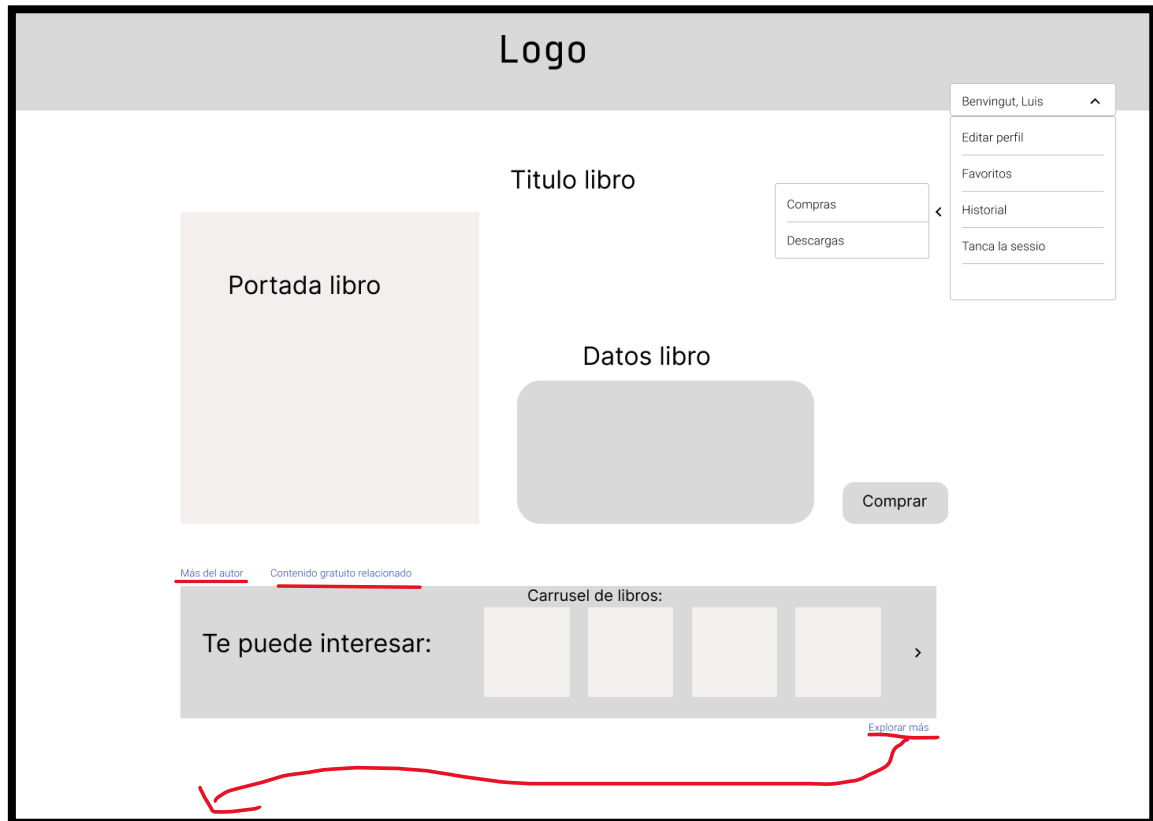 Logo
Benvingut, Luis
Editar perfil
Favoritos
Historial
Tanca la sessio
Compras
Descargas
Titulo libro
Portada libro
Datos libro
Comprar
Más del autor
Contenido gratuito relacionado
Carrusel de libros:
Te puede interesar:
Explorar más